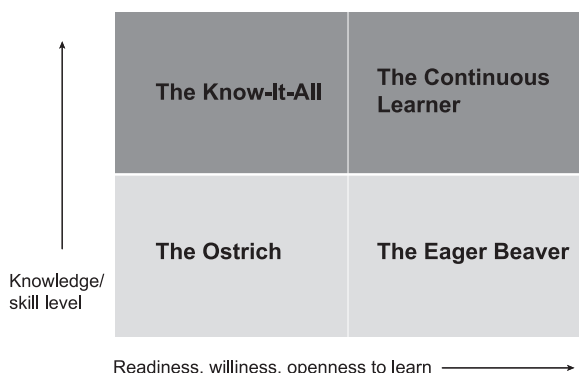 The Know-It-All
The Continuous
Learner
The Ostrich
The Eager Beaver
Knowledge/
skill level
Readiness, williness, openness to learn